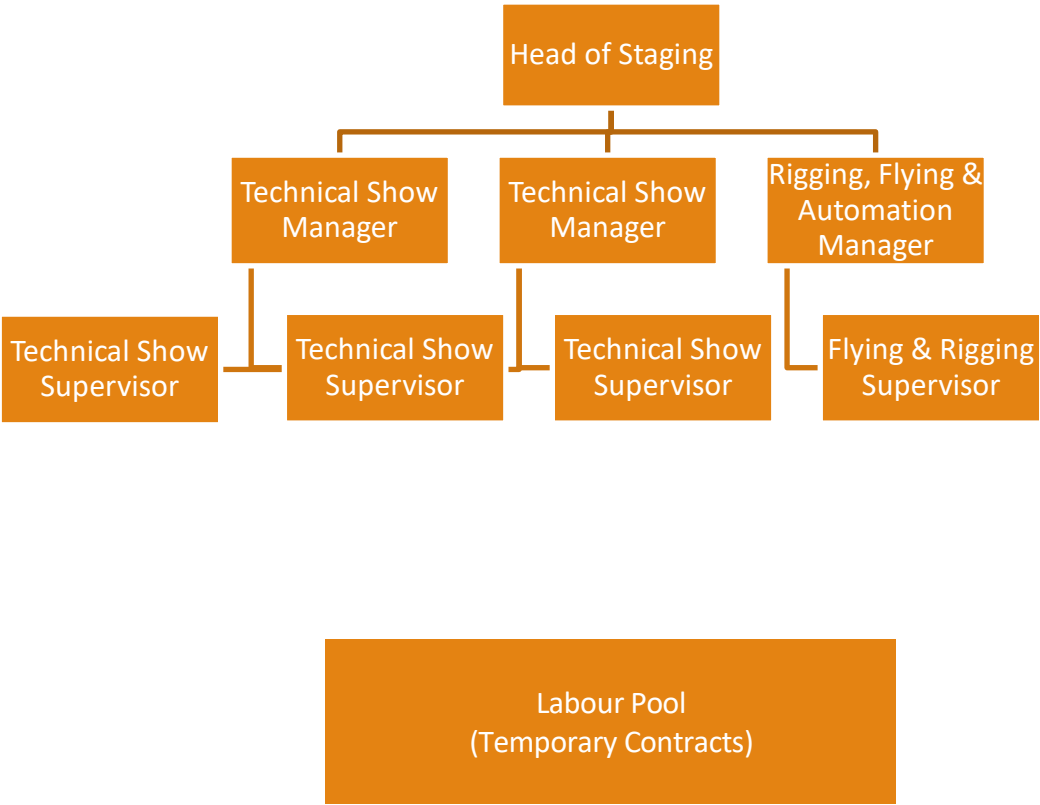 Head of Staging
Technical Show
Manager
Technical Show
Manager
Rigging, Flying &
Automation
Manager
Technical Show
Supervisor
Technical Show
Supervisor
Technical Show
Supervisor
Flying & Rigging
Supervisor
Labour Pool
(Temporary Contracts)